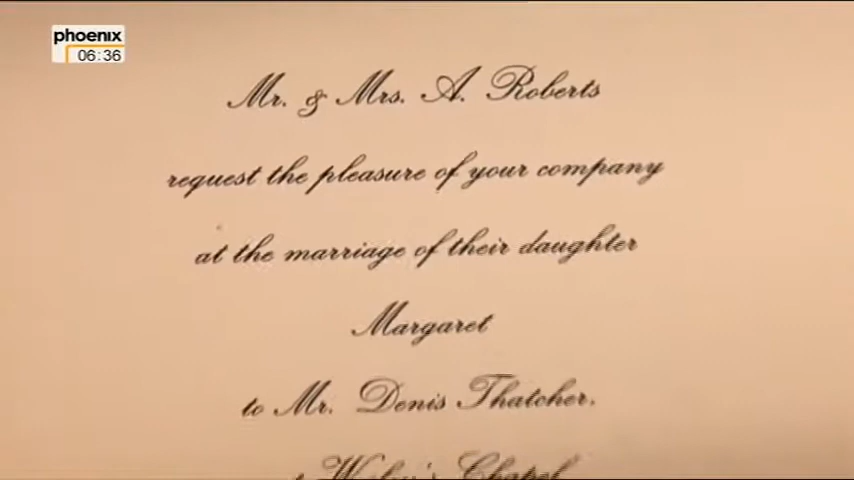 phoenix
06:36
Mr. & Mrs. A. Roberts
request the pleasure of your company
at the marriage of their daughter
Margaret
to Mr. Denis Thatcher.
Chapel